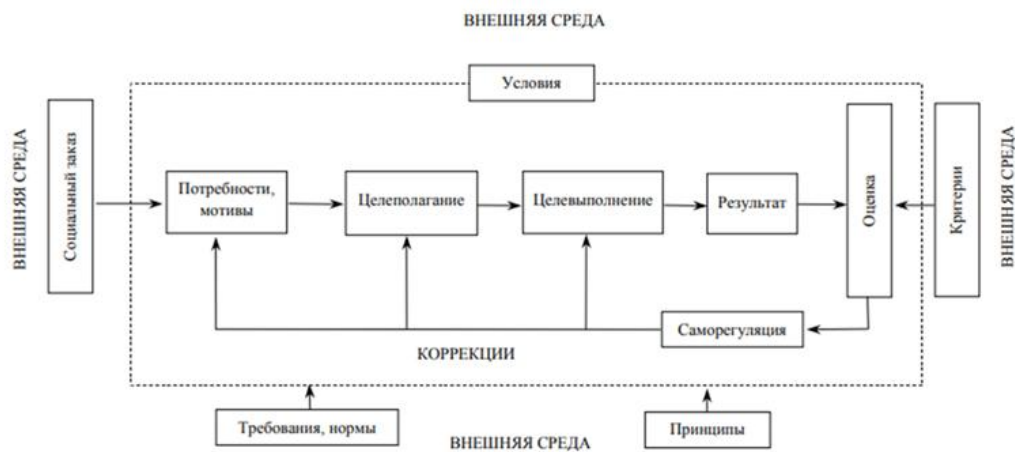 ВНЕШНЯЯ СРЕДА
Условия
ВНЕШНЯЯ СРЕДА
Социальный заказ
Потребности,
мотивы
Целеполагание
Целевыполнение
Результат
Оценка
Критерии
ВНЕШНЯЯ СРЕДА
Саморегуляция
КОРРЕКЦИИ
Требования, нормы
ВНЕШНЯЯ СРЕДА
Принципы